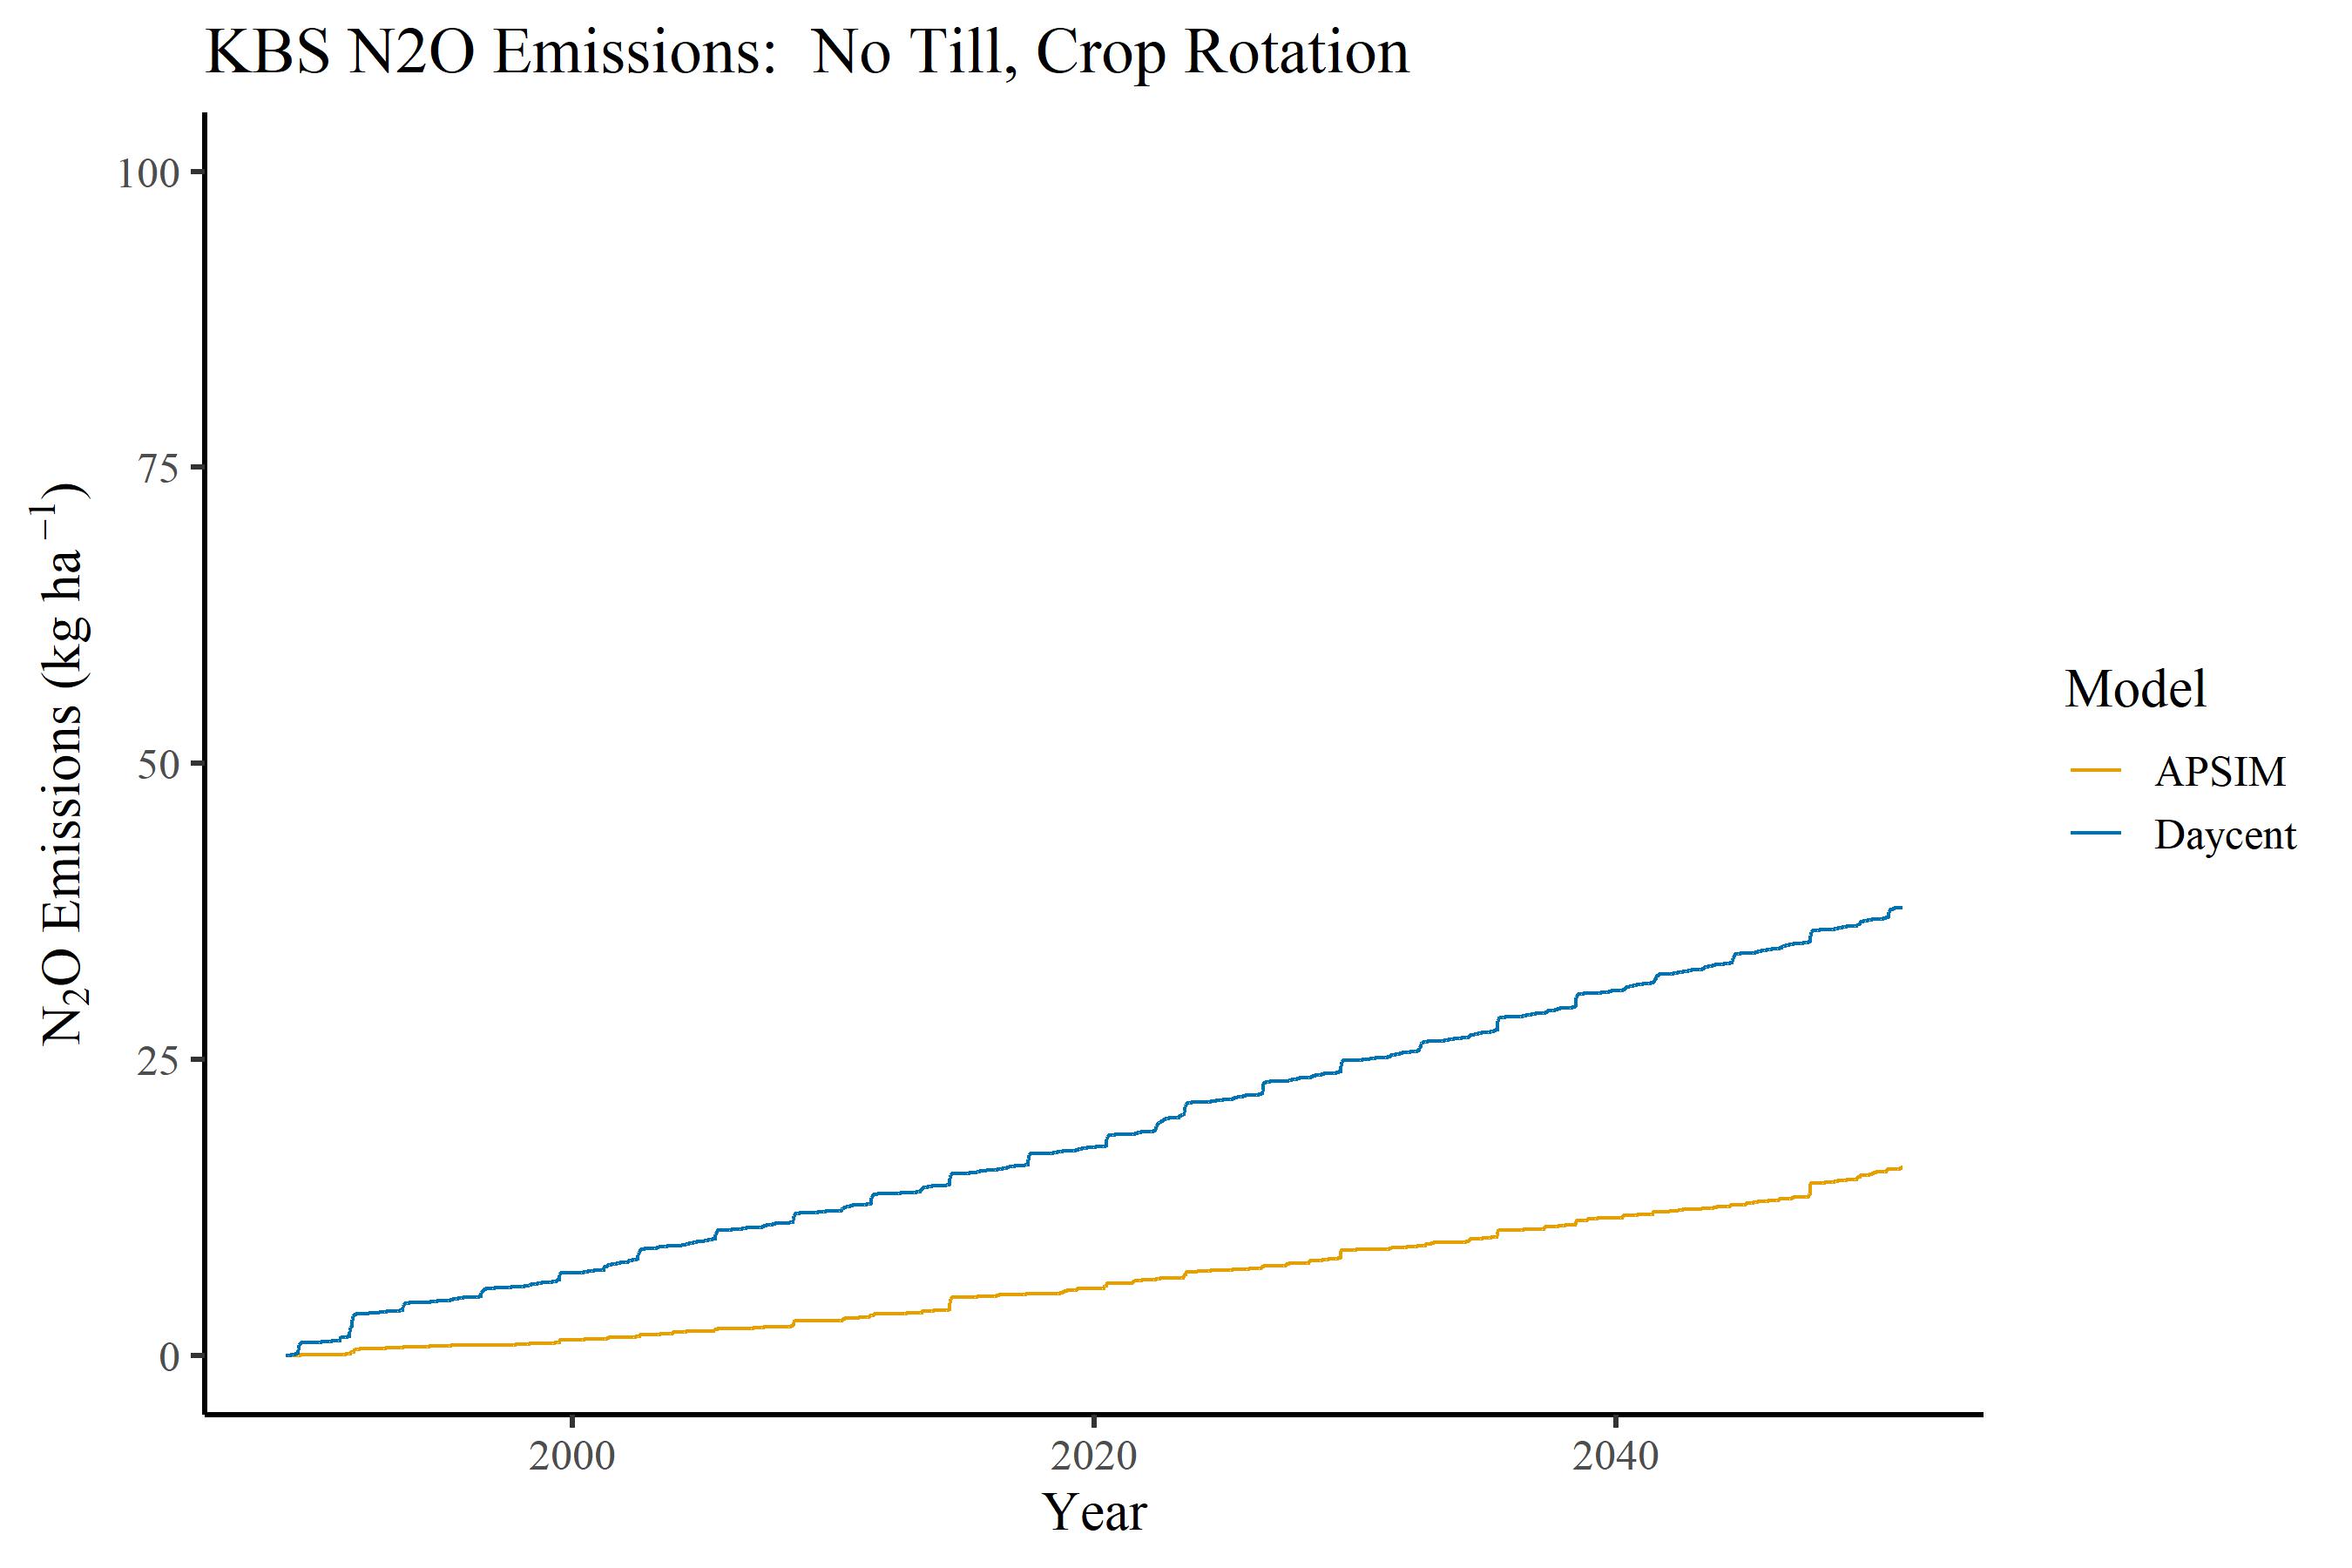 KBS N2O Emissions:  No Till, Crop Rotation
N₂O Emissions (kg ha⁻¹)
100
75
50
25
0
2000
2020
2040
Year
Model
APSIM
Daycent